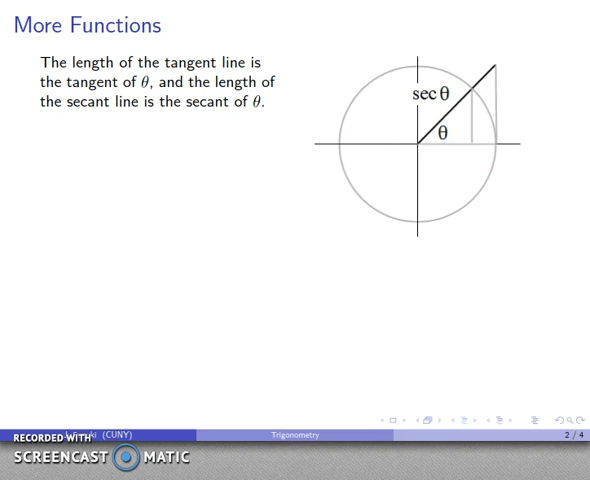 More Functions
The length of the tangent line is
the tangent of θ, and the length of
the secant line is the secant of θ.
sec θ
θ
(CUNY)
Trigonometry
2 / 4
RECORDED WITH
SCREENCAST MATIC